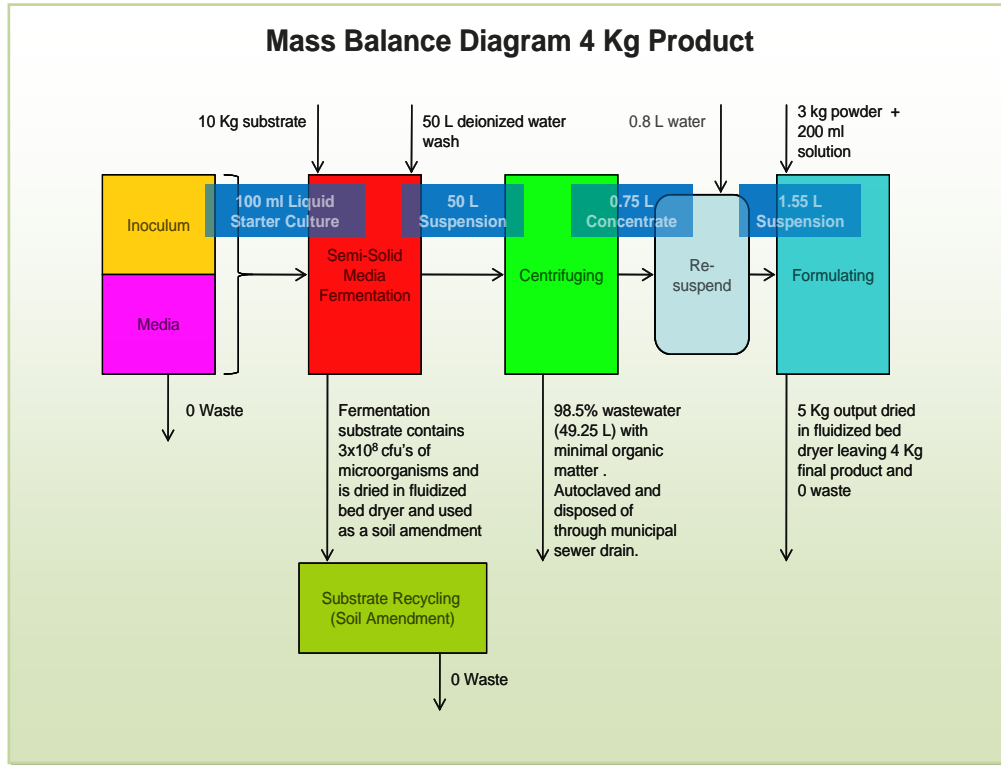 Mass Balance Diagram 4 Kg Product
10 Kg substrate
50 L deionized water
wash
0.8 L water
3 kg powder +
200 ml
solution
Inoculum
Media
100 ml Liquid
Starter Culture
Semi-Solid
Media
Fermentation
50 L
Suspension
Centrifuging
0.75 L
Concentrate
Re-
suspend
1.55 L
Suspension
Formulating
0 Waste
Fermentation
substrate contains
3x10⁸ cfu's of
microorganisms and
is dried in fluidized
bed dryer and used
as a soil amendment
98.5% wastewater
(49.25 L) with
minimal organic
matter .
Autoclaved and
disposed of
through municipal
sewer drain.
5 Kg output dried
in fluidized bed
dryer leaving 4 Kg
final product and
0 waste
Substrate Recycling
(Soil Amendment)
0 Waste